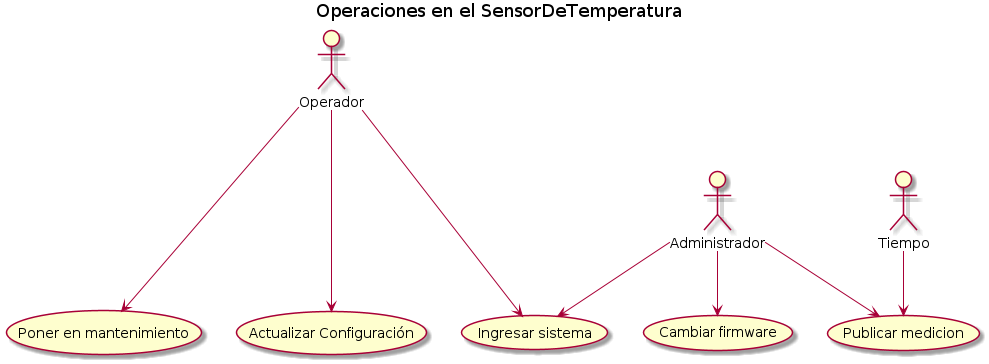 Operaciones en el SensorDeTemperatura
Operador
Administrador
Tiempo
Poner en mantenimiento
Actualizar Configuración
Ingresar sistema
Cambiar firmware
Publicar medicion